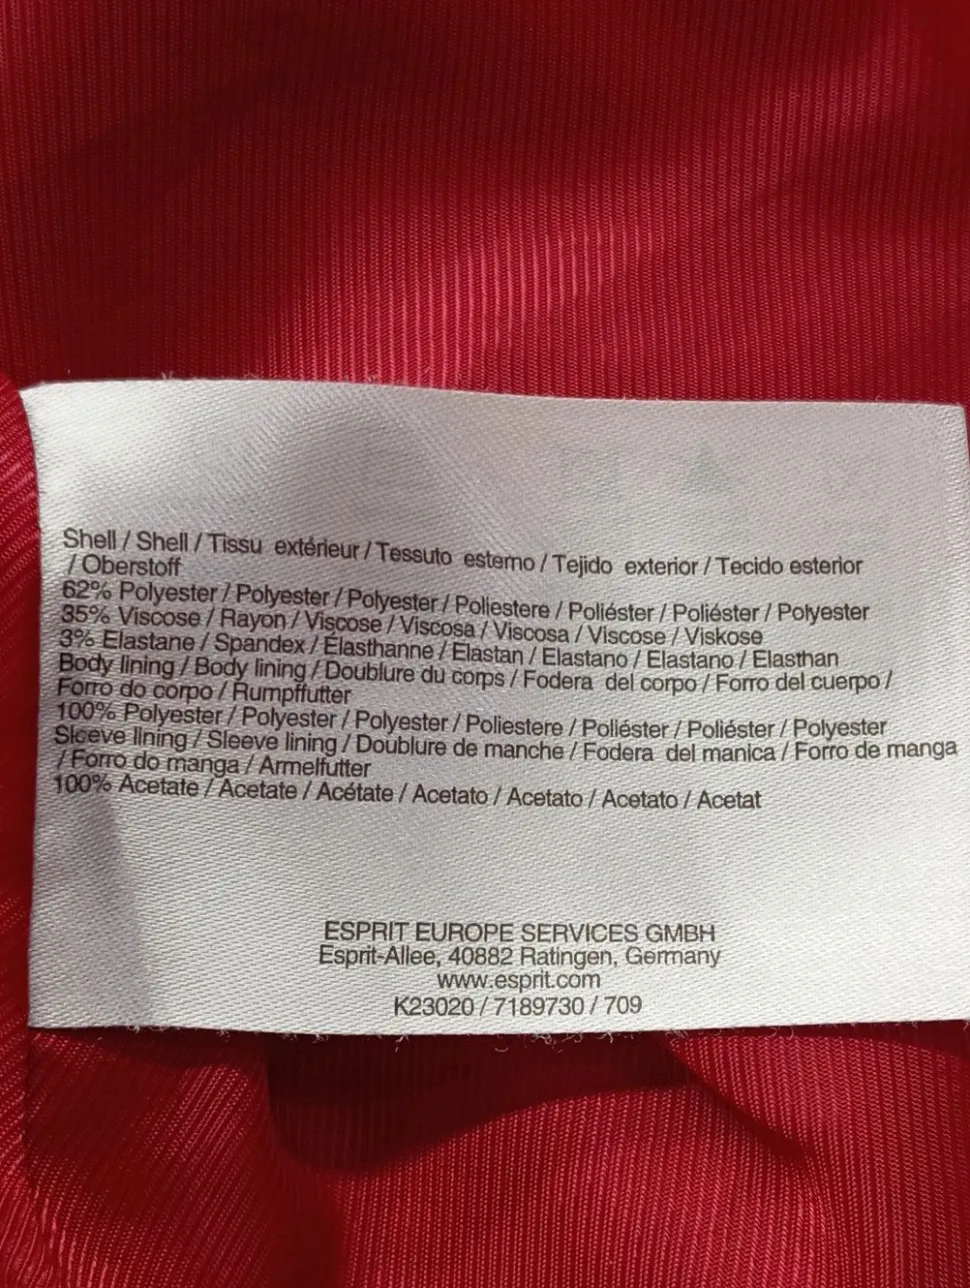 Shell / Shell / Tissu extérieur / Tessuto esterno / Tejido exterior / Tecido esterior
/ Oberstoff
62% Polyester / Polyester / Polyester / Poliestere / Poliéster / Poliéster / Polyester
35% Viscose / Rayon / Viscose / Viscosa / Viscosa / Viscose / Viskose
3% Elastane / Spandex / Élasthanne / Elastan / Elastano / Elastano / Elasthan
Body lining / Body lining / Doublure du corps / Fodera del corpo / Forro del cuerpo /
Forro do corpo / Rumpffutter
100% Polyester / Polyester / Polyester / Poliestere / Poliéster / Poliéster / Polyester
Sleeve lining / Sleeve lining / Doublure de manche / Fodera del manica / Forro de manga
/ Forro do manga / Armelfutter
100% Acetate / Acetate / Acétate / Acetato / Acetato / Acetato / Acetat
ESPRIT EUROPE SERVICES GMBH
Esprit-Allee, 40882 Ratingen, Germany
www.esprit.com
K23020 / 7189730 / 709